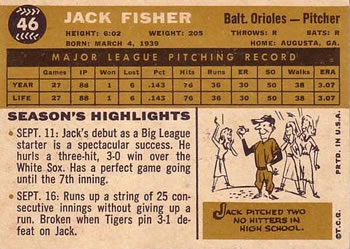 46
JACK FISHER
Balt. Orioles — Pitcher
HEIGHT: 6:02 WEIGHT: 205 THROWS: R BATS: R
BORN: MARCH 4, 1939 HOME: AUGUSTA, GA.
MAJOR LEAGUE PITCHING RECORD
Games IP Won Lost Pct. Hits Runs ER SO Walks ERA
YEAR 27 88 1 6 .143 76 36 30 50 38 3.07
LIFE 27 88 1 6 .143 76 36 30 50 38 3.07
SEASON'S HIGHLIGHTS
• SEPT. 11: Jack's debut as a Big League
starter is a spectacular success. He
hurls a three-hit, 3-0 win over the
White Sox. Has a perfect game going
until the 7th inning.
• SEPT. 16: Runs up a string of 25 con-
secutive innings without giving up a
run. Broken when Tigers pin 3-1
defeat on Jack.
JACK PITCHED TWO
NO HITTERS IN
HIGH SCHOOL.
©T.C.G. PRTD. IN U.S.A.